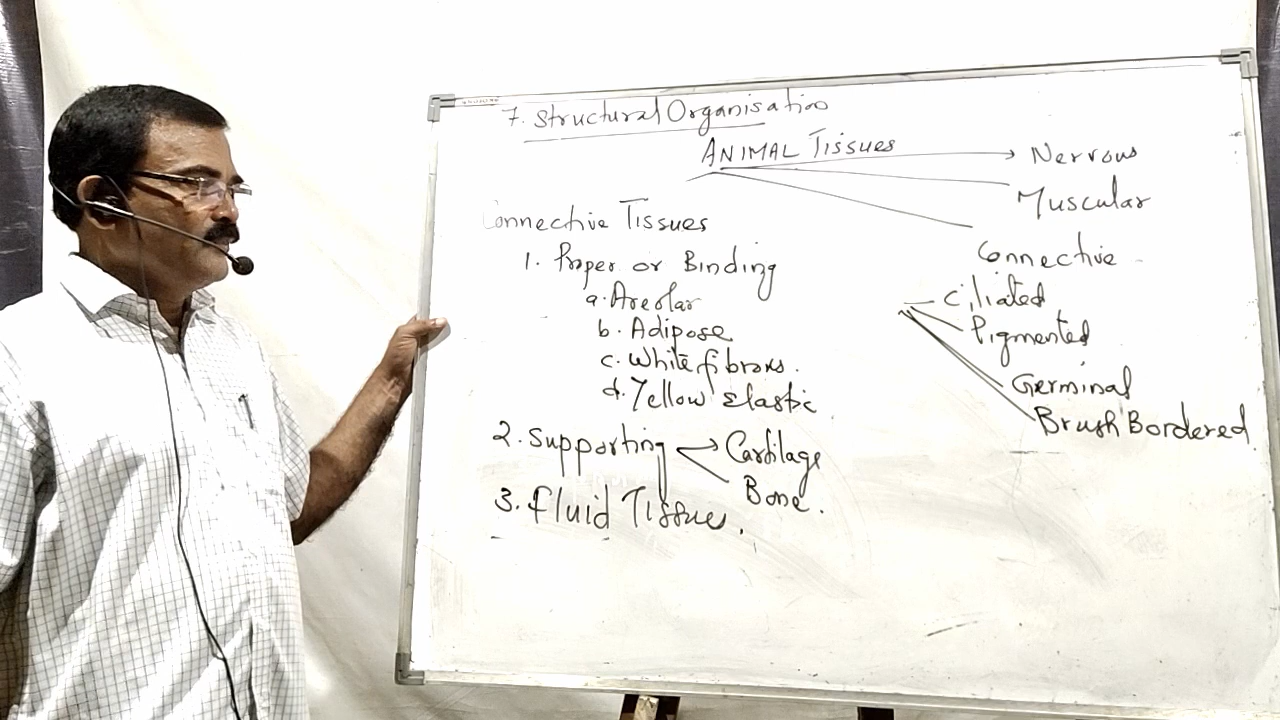 7. Structural Organisation
ANIMAL TISSUES
Nervous
Muscular
Connective
Connective Tissues
1. Proper or Binding
a. Areolar
b. Adipose
c. White fibrous.
d. Yellow Elastic
2. Supporting
Cartilage
Bone.
3. Fluid Tissues.
Ciliated
Pigmented
Germinal
Brush Bordered